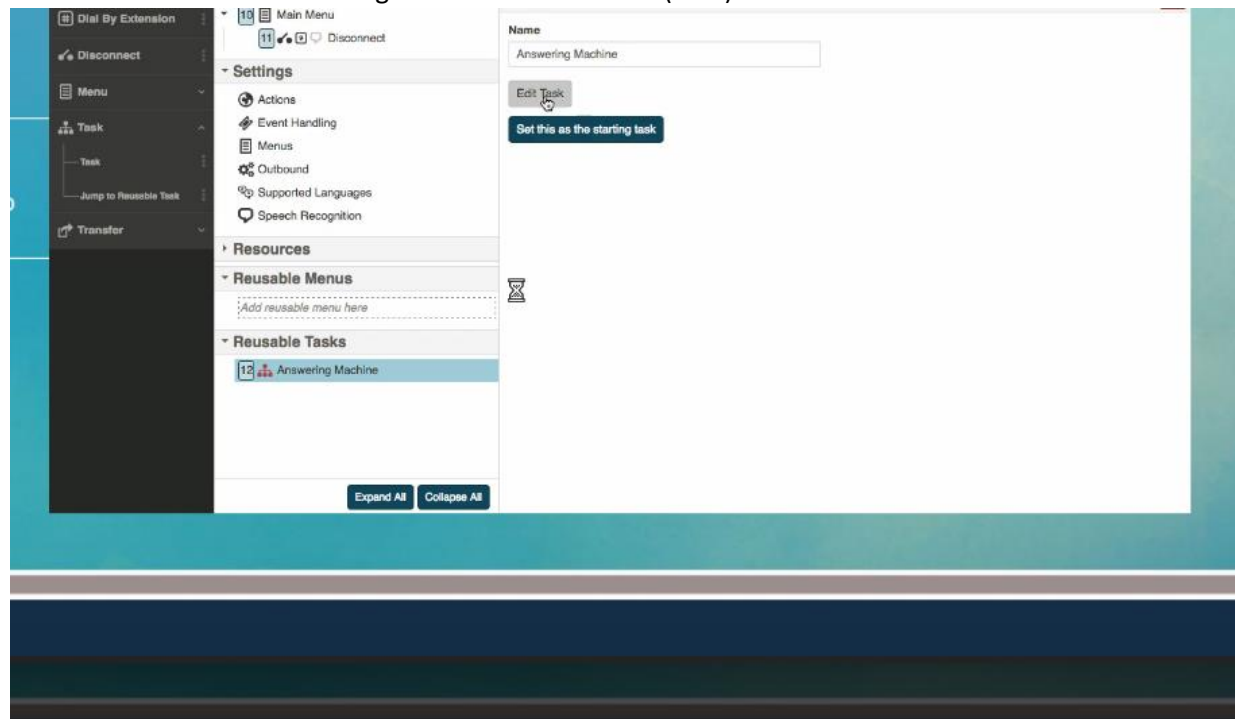 Dial By Extension
Disconnect
Menu
Task
Task
Jump to Reusable Task
Transfer
10 Main Menu
11 Disconnect
Settings
Actions
Event Handling
Menus
Outbound
Supported Languages
Speech Recognition
Resources
Reusable Menus
Add reusable menu here
Reusable Tasks
12 Answering Machine
Expand All Collapse All
Name
Answering Machine
Edit Task
Set this as the starting task